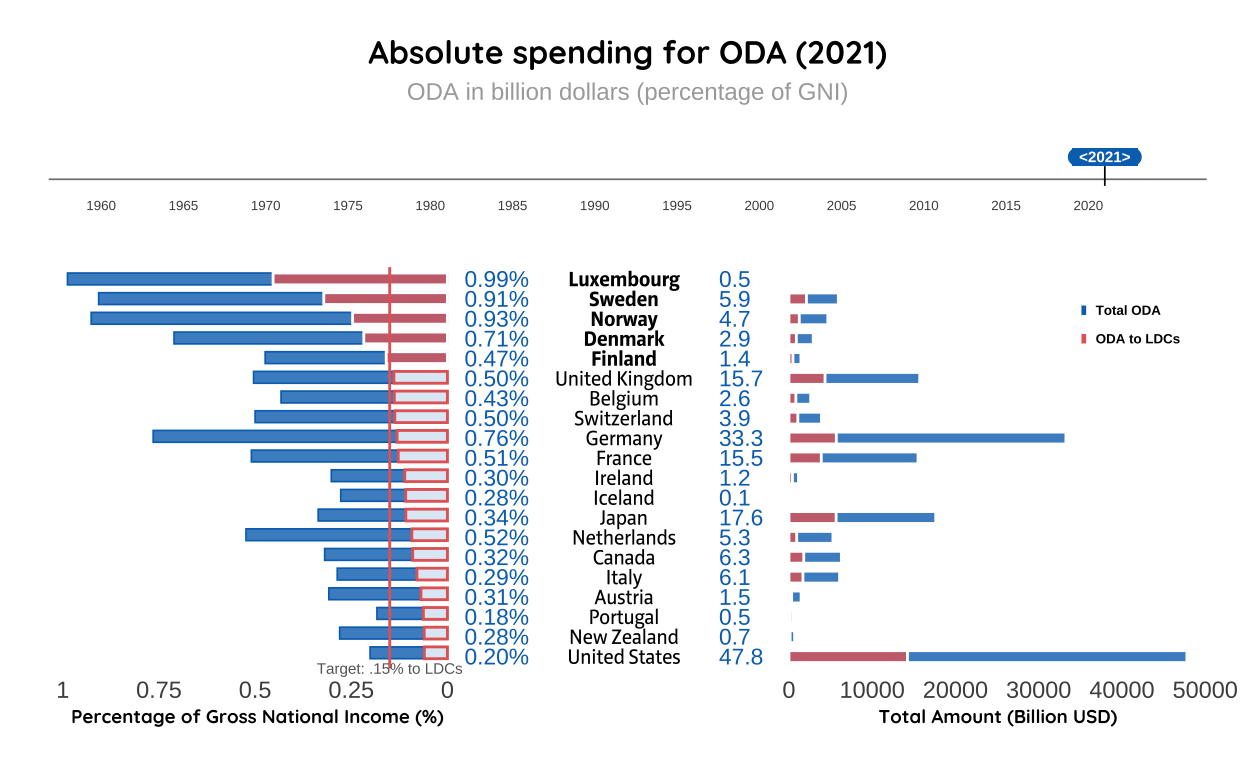 Absolute spending for ODA (2021)
ODA in billion dollars (percentage of GNI)
<2021>
1960 1965 1970 1975 1980 1985 1990 1995 2000 2005 2010 2015 2020
0.99% Luxembourg 0.5
0.91% Sweden 5.9
0.93% Norway 4.7
0.71% Denmark 2.9
0.47% Finland 1.4
0.50% United Kingdom 15.7
0.43% Belgium 2.6
0.50% Switzerland 3.9
0.76% Germany 33.3
0.51% France 15.5
0.30% Ireland 1.2
0.28% Iceland 0.1
0.34% Japan 17.6
0.52% Netherlands 5.3
0.32% Canada 6.3
0.29% Italy 6.1
0.31% Austria 1.5
0.18% Portugal 0.5
0.28% New Zealand 0.7
0.20% United States 47.8
Total ODA
ODA to LDCs
Target: .15% to LDCs
1 0.75 0.5 0.25 0
Percentage of Gross National Income (%)
0 10000 20000 30000 40000 50000
Total Amount (Billion USD)